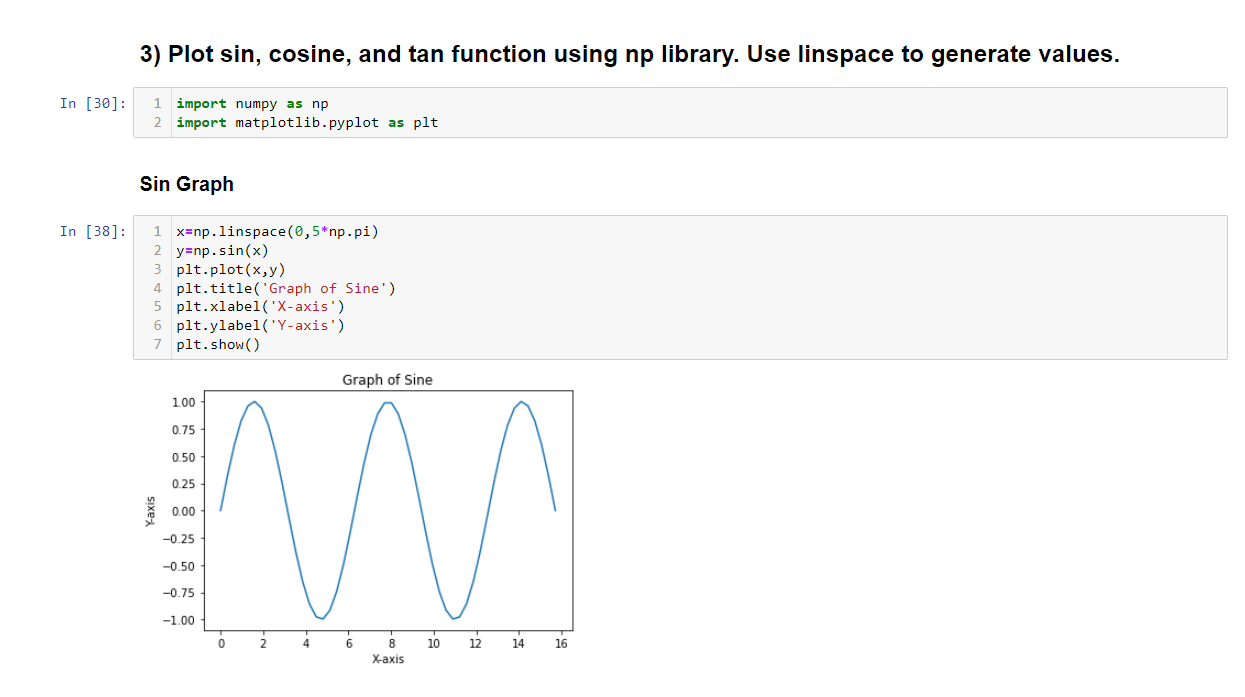 3) Plot sin, cosine, and tan function using np library. Use linspace to generate values.
In [30]:
1 import numpy as np
2 import matplotlib.pyplot as plt
Sin Graph
In [38]:
1 x=np.linspace(0,5*np.pi)
2 y=np.sin(x)
3 plt.plot(x,y)
4 plt.title('Graph of Sine')
5 plt.xlabel('X-axis')
6 plt.ylabel('Y-axis')
7 plt.show()
Graph of Sine
1.00
0.75
0.50
0.25
0.00
−0.25
−0.50
−0.75
−1.00
Y-axis
0 2 4 6 8 10 12 14 16
X-axis